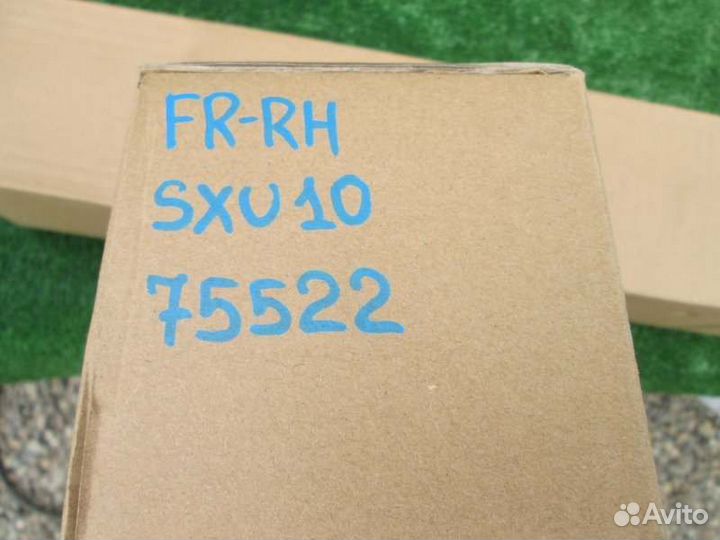 FR-RH
SXU10
75522
Avito